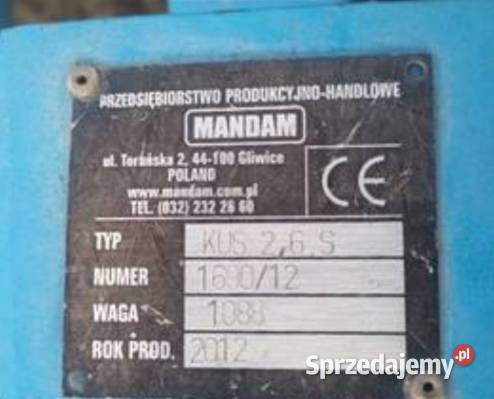 PRZEDSIĘBIORSTWO PRODUKCYJNO-HANDLOWE
MANDAM
ul. Toruńska 2, 44-100 Gliwice
POLAND
www.mandam.com.pl
TEL. (032) 232 26 60
CE
TYP KUS 2,6 S
NUMER 1680/12
WAGA 1088
ROK PROD. 2012
Sprzedajemy.pl